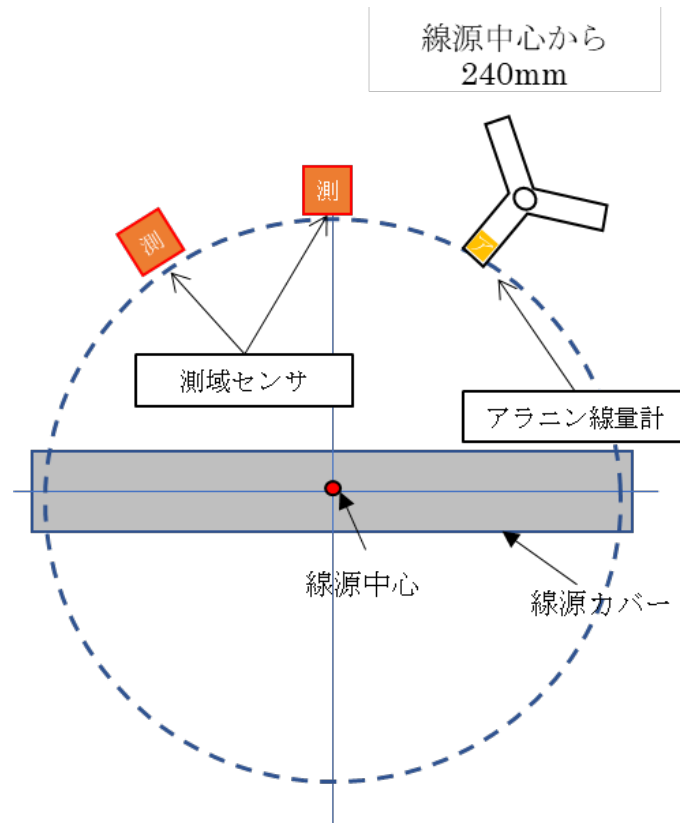 線源中心から
240mm
測
測
ア
測域センサ
アラニン線量計
線源中心
線源カバー